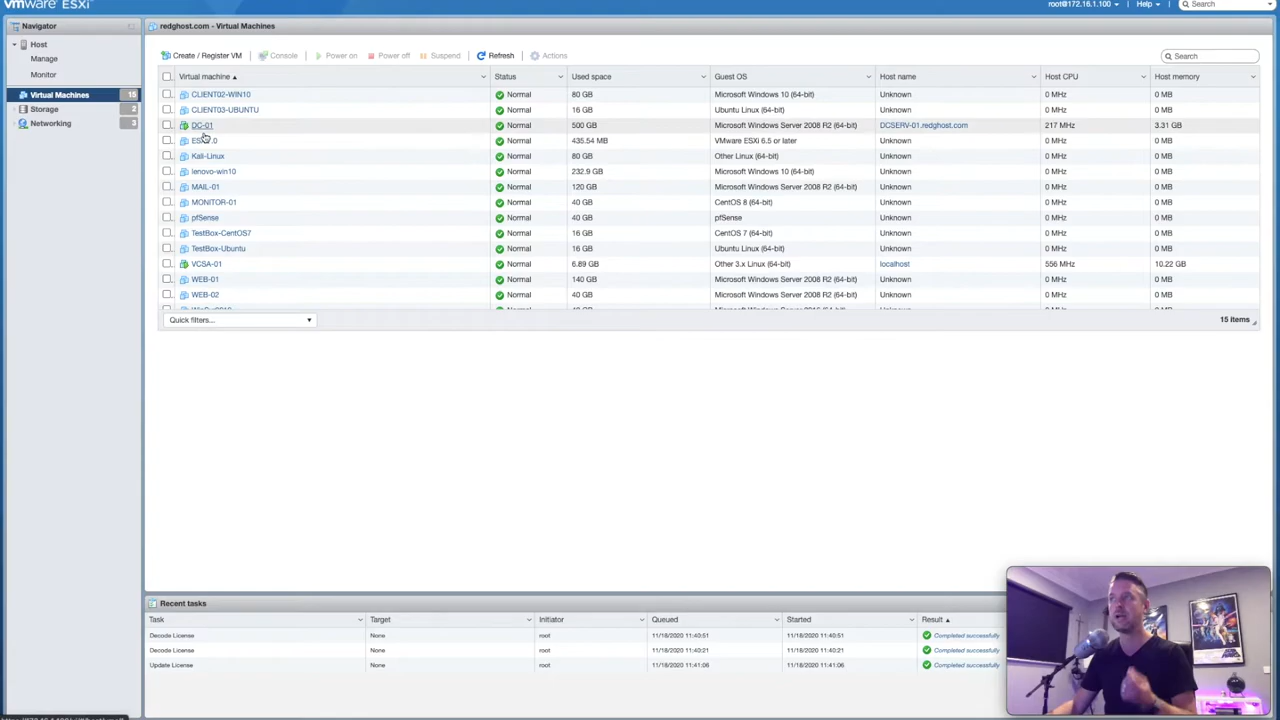 vmware ESXi
root@172.16.1.100 | Help | Search
Navigator
redghost.com - Virtual Machines
Host
Manage
Monitor
Virtual Machines 15
Storage 2
Networking 3
Create / Register VM | Console | Power on Power off Suspend | Refresh | Actions
Search
Virtual machine Status Used space Guest OS Host name Host CPU Host memory
CLIENT02-WIN10 Normal 80 GB Microsoft Windows 10 (64-bit) Unknown 0 MHz 0 MB
CLIENT03-UBUNTU Normal 16 GB Ubuntu Linux (64-bit) Unknown 0 MHz 0 MB
DC-01 Normal 500 GB Microsoft Windows Server 2008 R2 (64-bit) DCSERV-01.redghost.com 217 MHz 3.31 GB
Normal 435.54 MB VMware ESXi 6.5 or later Unknown 0 MHz 0 MB
Kali-Linux Normal 80 GB Other Linux (64-bit) Unknown 0 MHz 0 MB
lenovo-win10 Normal 232.9 GB Microsoft Windows 10 (64-bit) Unknown 0 MHz 0 MB
MAIL-01 Normal 120 GB Microsoft Windows Server 2008 R2 (64-bit) Unknown 0 MHz 0 MB
MONITOR-01 Normal 40 GB CentOS 8 (64-bit) Unknown 0 MHz 0 MB
pfSense Normal 40 GB pfSense Unknown 0 MHz 0 MB
TestBox-CentOS7 Normal 16 GB CentOS 7 (64-bit) Unknown 0 MHz 0 MB
TestBox-Ubuntu Normal 16 GB Ubuntu Linux (64-bit) Unknown 0 MHz 0 MB
VCSA-01 Normal 6.89 GB Other 3.x Linux (64-bit) localhost 556 MHz 10.22 GB
WEB-01 Normal 140 GB Microsoft Windows Server 2008 R2 (64-bit) Unknown 0 MHz 0 MB
WEB-02 Normal 40 GB Microsoft Windows Server 2008 R2 (64-bit) Unknown 0 MHz 0 MB
Quick filters...
15 items
Recent tasks
Task Target Initiator Queued Started Result
Decode License None root 11/18/2020 11:40:51 11/18/2020 11:40:51 Completed successfully
Decode License None root 11/18/2020 11:40:21 11/18/2020 11:40:21 Completed successfully
Update License None root 11/18/2020 11:41:06 11/18/2020 11:41:06 Completed successfully